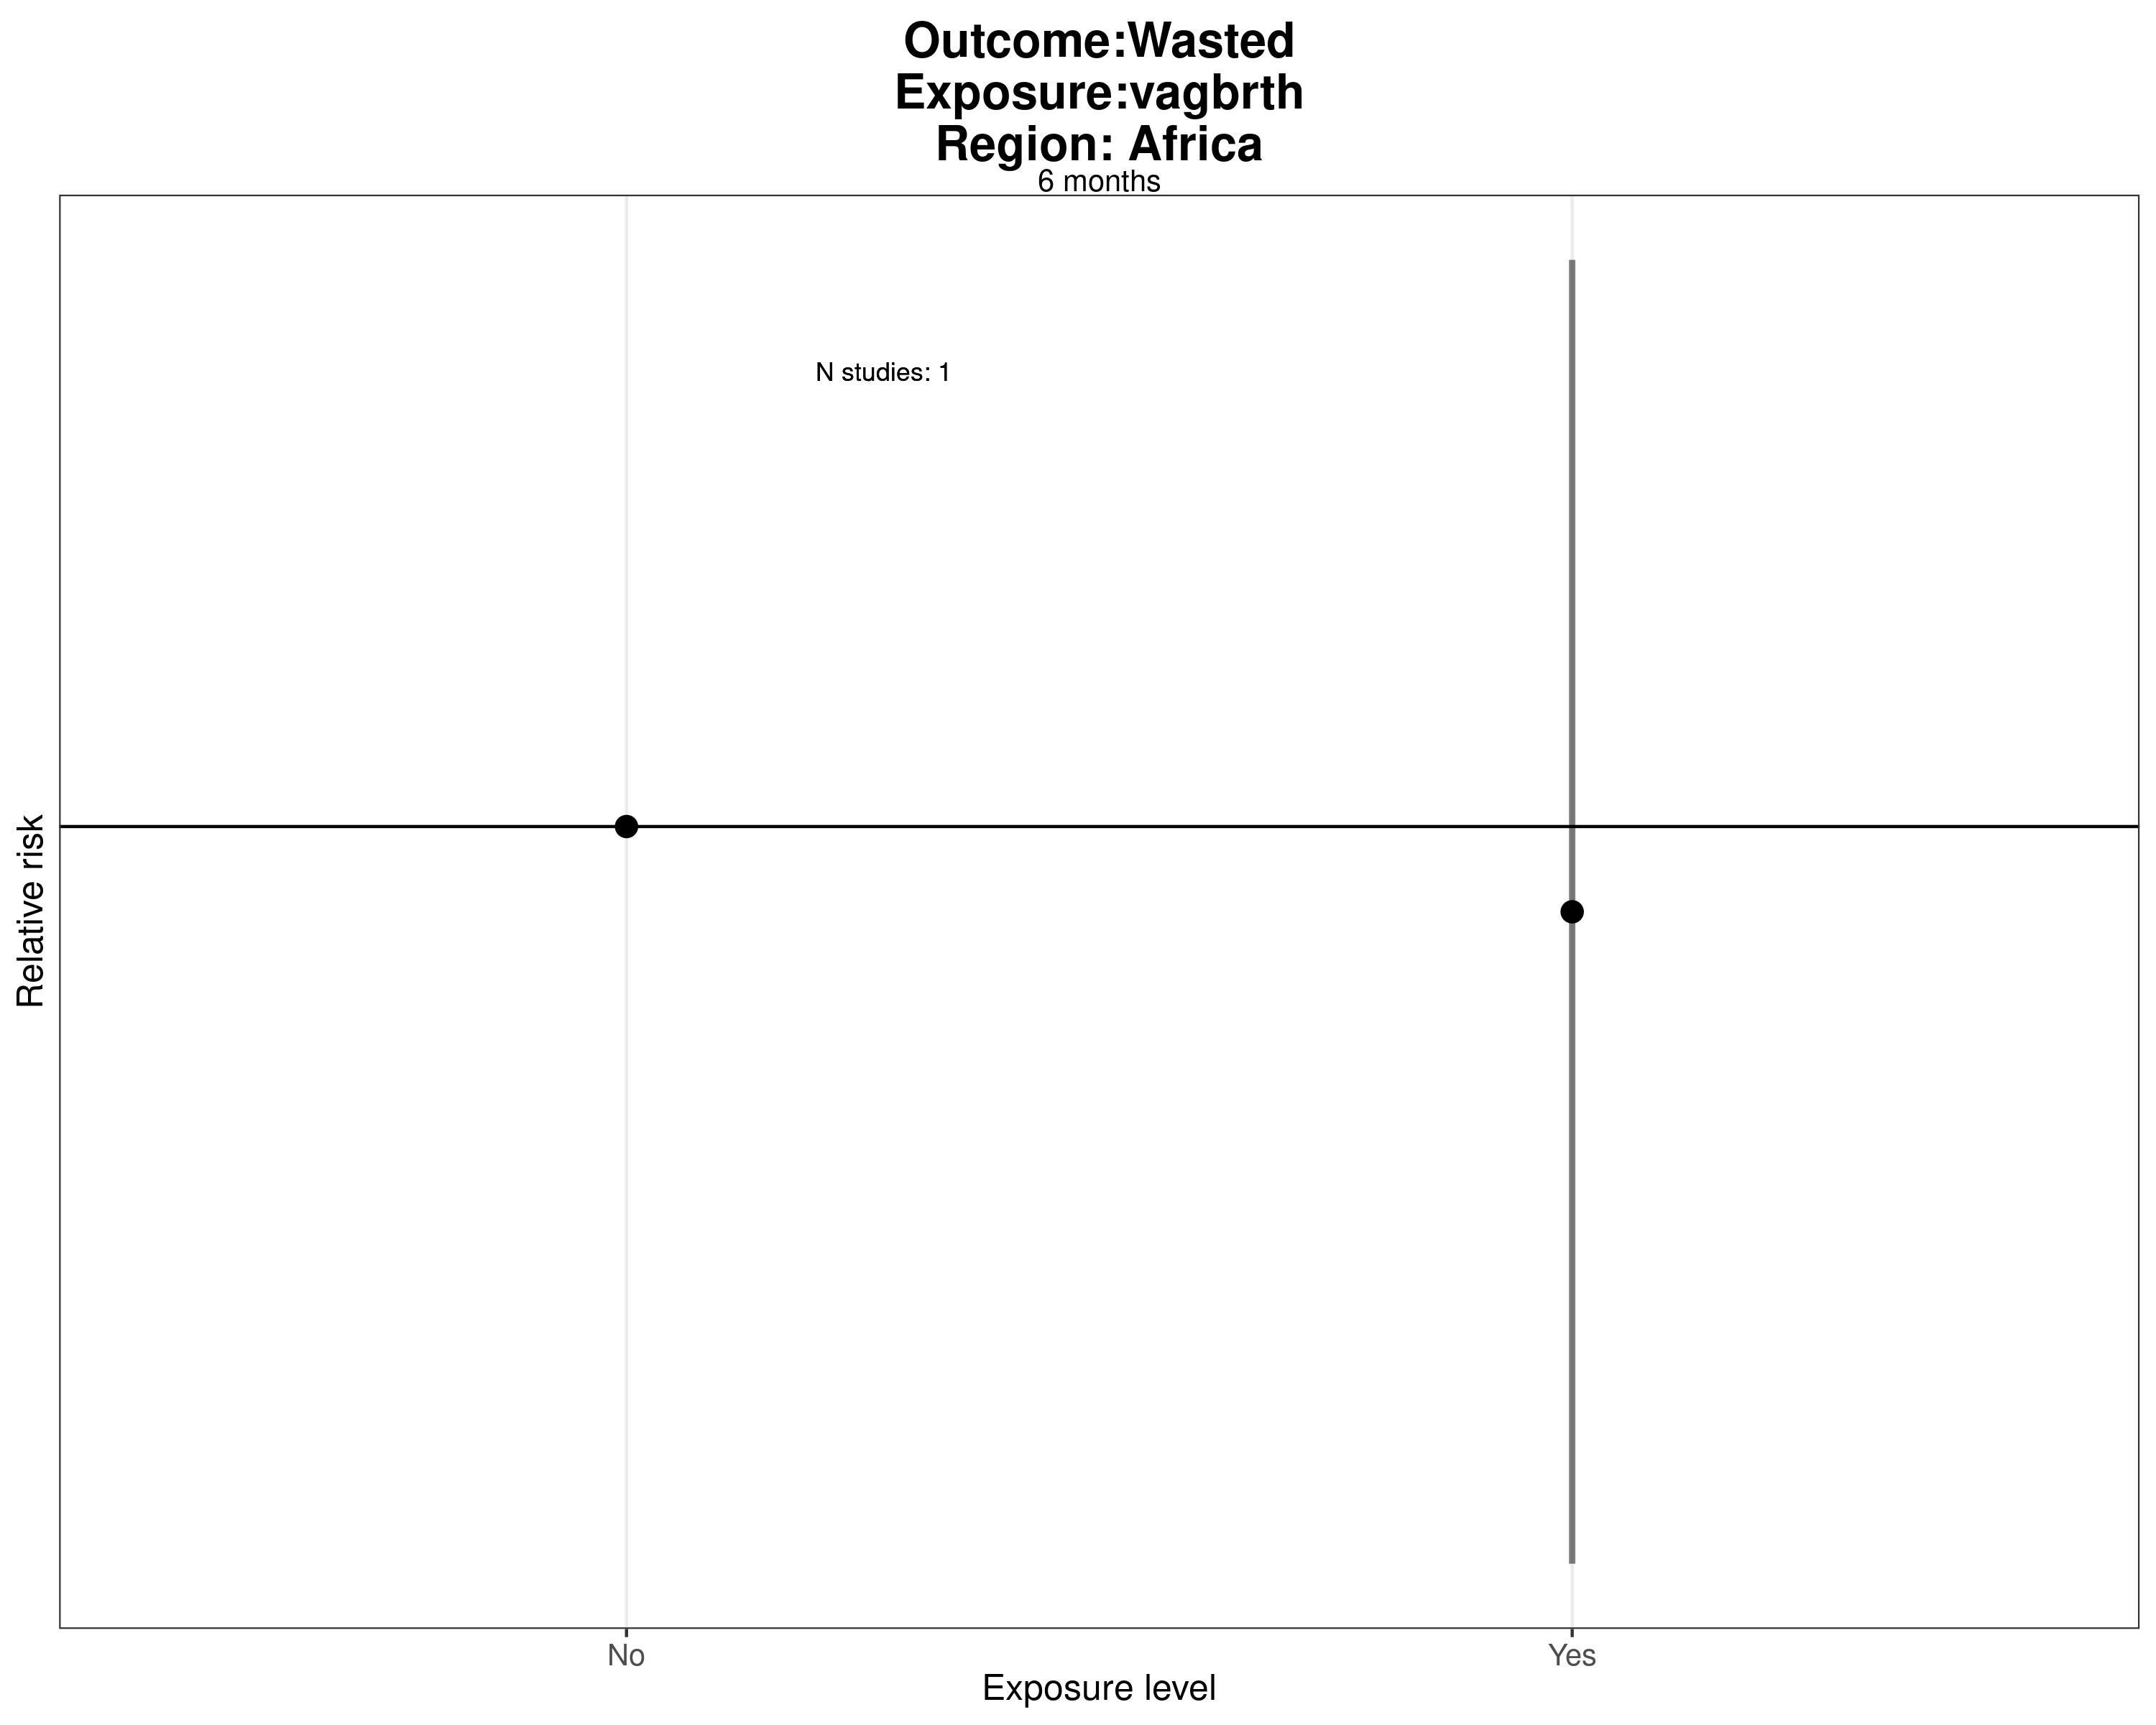 Outcome:Wasted
Exposure:vagbrth
Region: Africa
6 months
N studies: 1
Relative risk
No
Yes
Exposure level